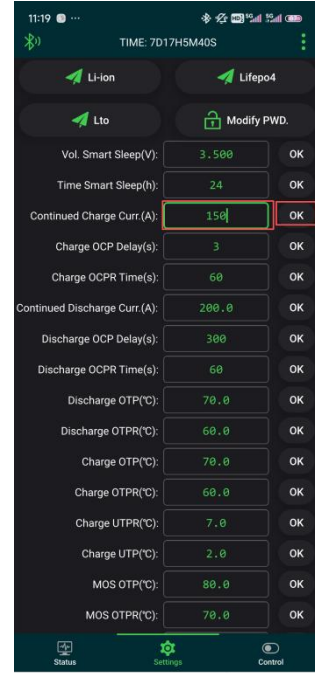 11:19
TIME: 7D17H5M40S
Li-ion Lifepo4
Lto Modify PWD.
Vol. Smart Sleep(V): 3.500 OK
Time Smart Sleep(h): 24 OK
Continued Charge Curr.(A): 150 OK
Charge OCP Delay(s): 3 OK
Charge OCPR Time(s): 60 OK
Continued Discharge Curr.(A): 200.0 OK
Discharge OCP Delay(s): 300 OK
Discharge OCPR Time(s): 60 OK
Discharge OTP(℃): 70.0 OK
Discharge OTPR(℃): 60.0 OK
Charge OTP(℃): 70.0 OK
Charge OTPR(℃): 60.0 OK
Charge UTPR(℃): 7.0 OK
Charge UTP(℃): 2.0 OK
MOS OTP(℃): 80.0 OK
MOS OTPR(℃): 70.0 OK
Status Settings Control